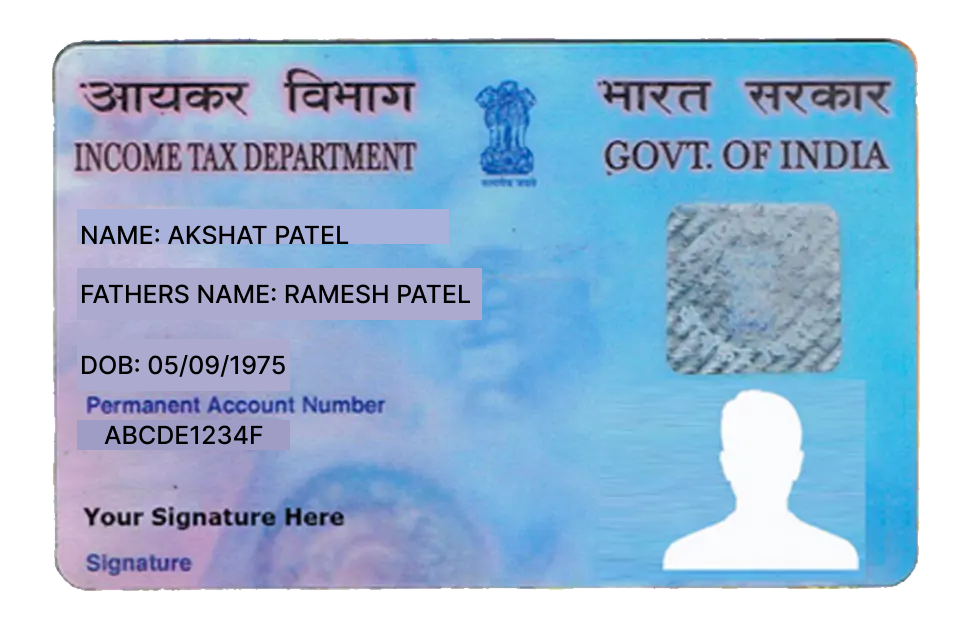 आयकर विभाग
INCOME TAX DEPARTMENT
भारत सरकार
GOVT. OF INDIA
सत्यमेव जयते
NAME: AKSHAT PATEL
FATHERS NAME: RAMESH PATEL
DOB: 05/09/1975
Permanent Account Number
ABCDE1234F
Your Signature Here
Signature